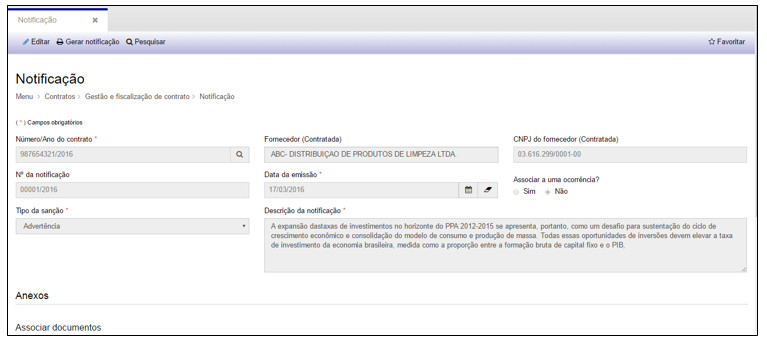 Notificação ×
Editar Gerar notificação Pesquisar Favoritar
Notificação
Menu > Contratos > Gestão e fiscalização de contrato > Notificação
( * ) Campos obrigatórios
Número/Ano do contrato * Fornecedor (Contratada) CNPJ do fornecedor (Contratada)
987654321/2016 ABC- DISTRIBUIÇAO DE PRODUTOS DE LIMPEZA LTDA. 03.616.299/0001-00
Nº da notificação Data da emissão * Associar a uma ocorrência?
00001/2016 17/03/2016 Sim Não
Tipo da sanção * Descrição da notificação *
Advertência
A expansão dastaxas de investimentos no horizonte do PPA 2012-2015 se apresenta, portanto, como um desafio para sustentação do ciclo de
crescimento econômico e consolidação do modelo de consumo e produção de massa. Todas essas oportunidades de inversões devem elevar a taxa
de investimento da economia brasileira, medida como a proporção entre a formação bruta de capital fixo e o PIB.
Anexos
Associar documentos